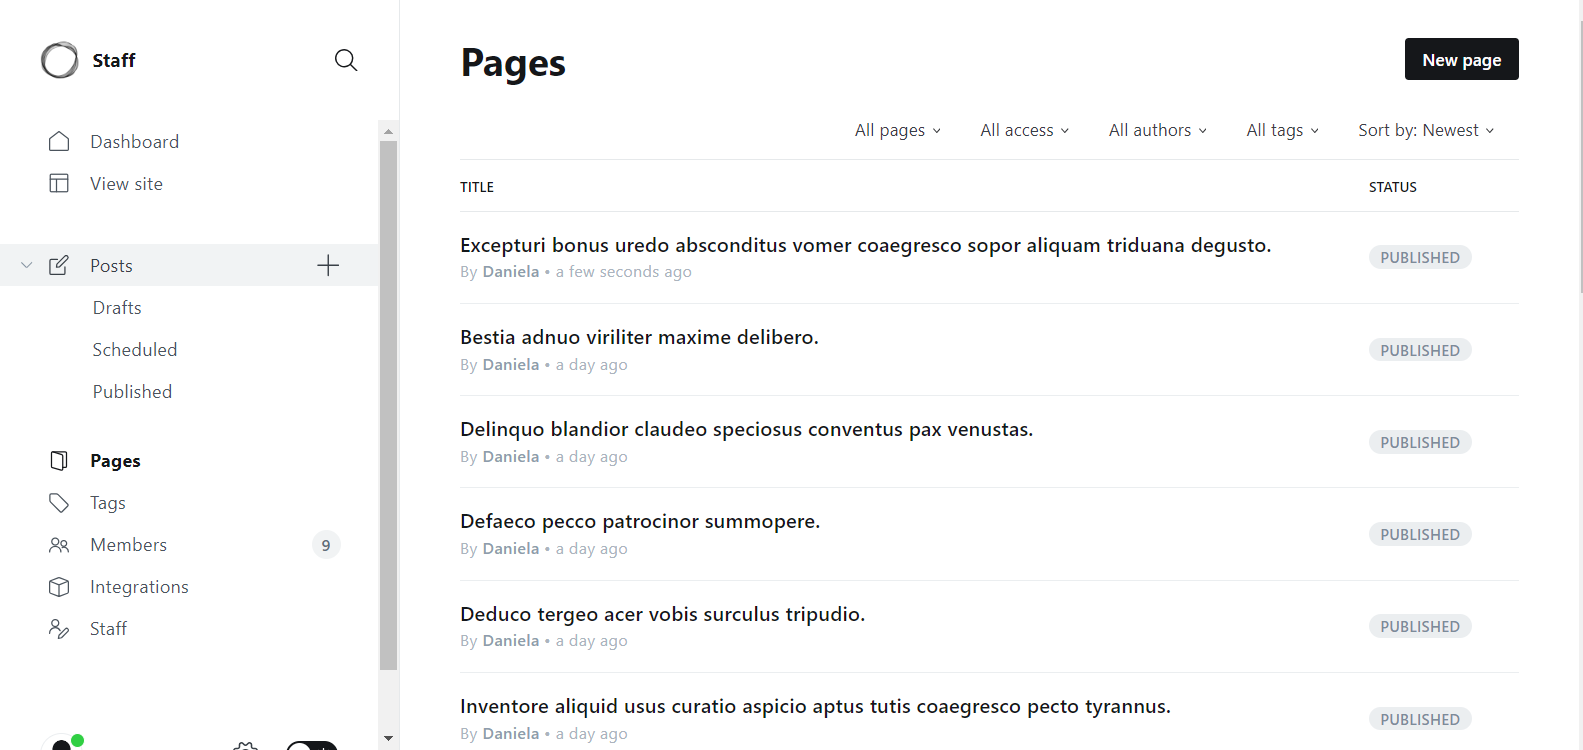 Staff
Dashboard
View site
Posts
Drafts
Scheduled
Published
Pages
Tags
Members 9
Integrations
Staff
Pages
New page
All pages All access All authors All tags Sort by: Newest
TITLE STATUS
Excepturi bonus uredo absconditus vomer coaegresco sopor aliquam triduana degusto.
By Daniela • a few seconds ago
PUBLISHED
Bestia adnuo viriliter maxime delibero.
By Daniela • a day ago
PUBLISHED
Delinquo blandior claudeo speciosus conventus pax venustas.
By Daniela • a day ago
PUBLISHED
Defaeco pecco patrocinor summopere.
By Daniela • a day ago
PUBLISHED
Deduco tergeo acer vobis surculus tripudio.
By Daniela • a day ago
PUBLISHED
Inventore aliquid usus curatio aspicio aptus tutis coaegresco pecto tyrannus.
By Daniela • a day ago
PUBLISHED